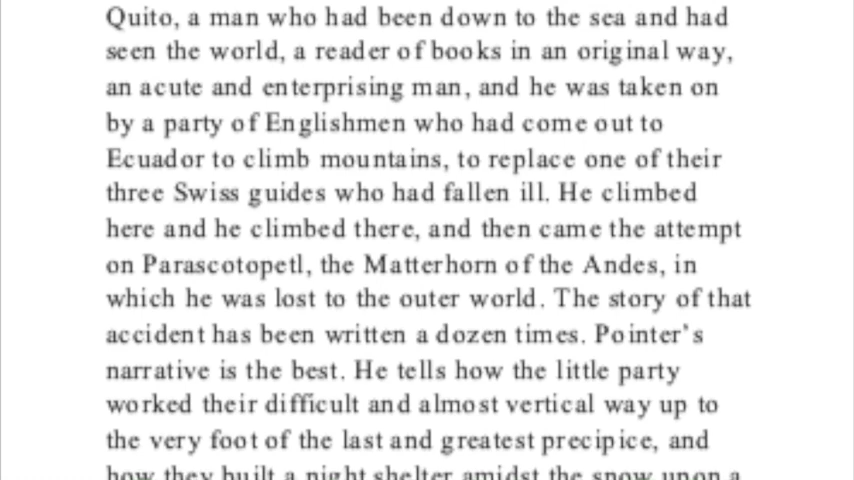 Quito, a man who had been down to the sea and had
seen the world, a reader of books in an original way,
an acute and enterprising man, and he was taken on
by a party of Englishmen who had come out to
Ecuador to climb mountains, to replace one of their
three Swiss guides who had fallen ill. He climbed
here and he climbed there, and then came the attempt
on Parascotopetl, the Matterhorn of the Andes, in
which he was lost to the outer world. The story of that
accident has been written a dozen times. Pointer's
narrative is the best. He tells how the little party
worked their difficult and almost vertical way up to
the very foot of the last and greatest precipice, and
how they built a night shelter amidst the snow upon a